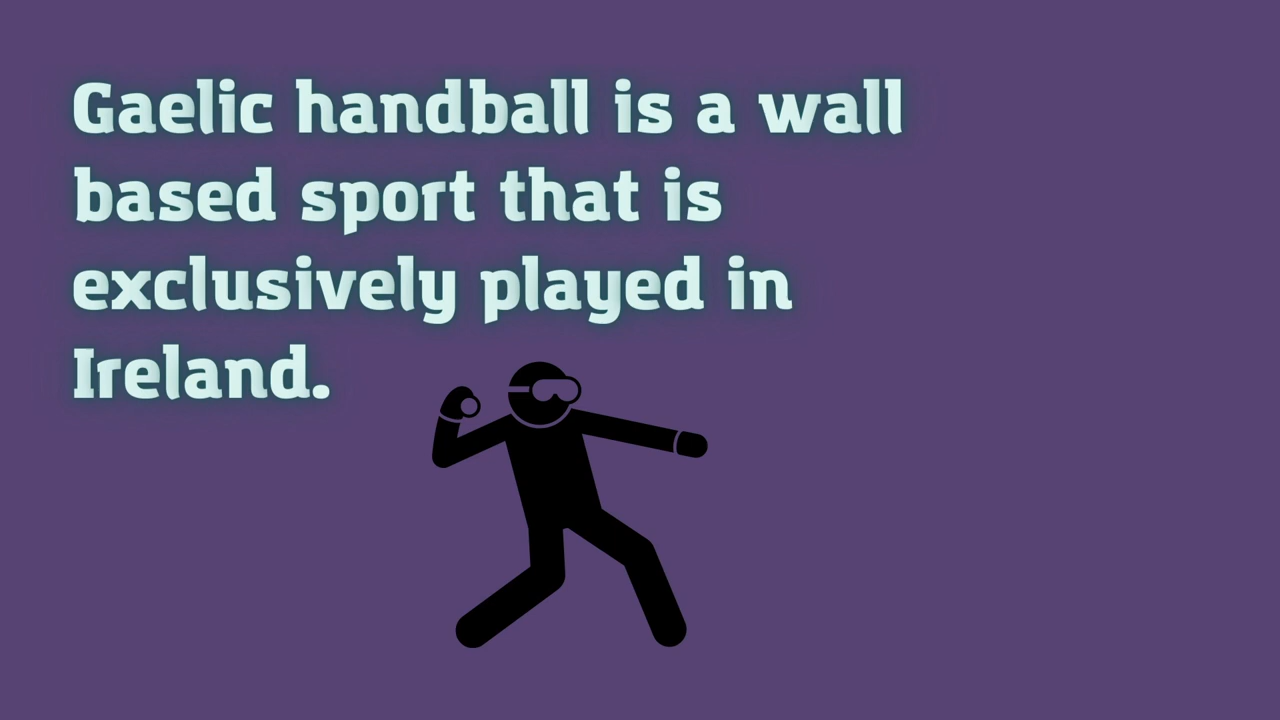 Gaelic handball is a wall
based sport that is
exclusively played in
Ireland.